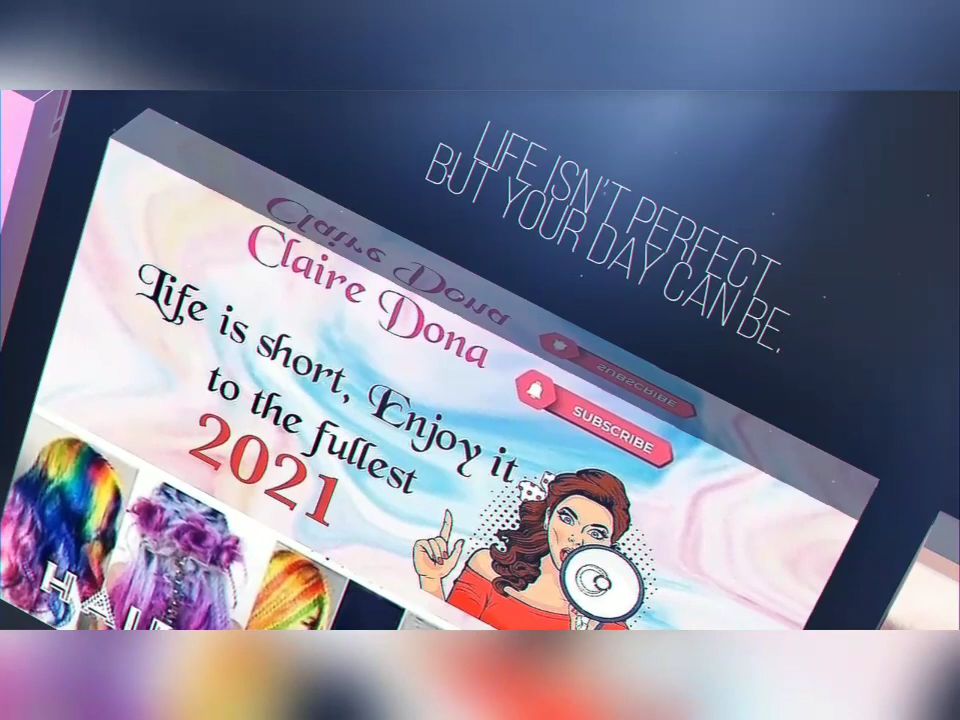 LIFE ISN'T PERFECT
BUT YOUR DAY CAN BE.
Claire Dona
Claire Dona
SUBSCRIBE
SUBSCRIBE
Life is short, Enjoy it
to the fullest
2021